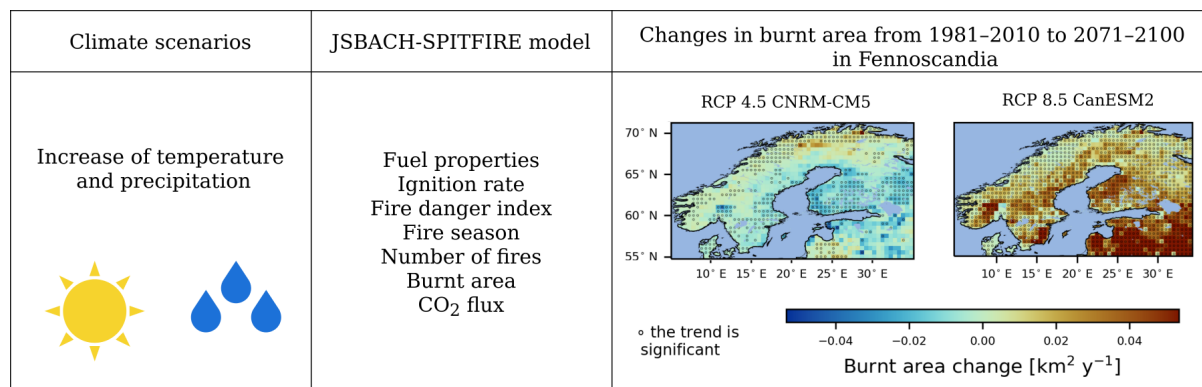 Climate scenarios
JSBACH-SPITFIRE model
Changes in burnt area from 1981–2010 to 2071–2100
in Fennoscandia
Increase of temperature
and precipitation
Fuel properties
Ignition rate
Fire danger index
Fire season
Number of fires
Burnt area
CO₂ flux
RCP 4.5 CNRM-CM5
70° N
65° N
60° N
55° N
10° E 15° E 20° E 25° E 30° E
RCP 8.5 CanESM2
10° E 15° E 20° E 25° E 30° E
∘ the trend is
significant
−0.04 −0.02 0.00 0.02 0.04
Burnt area change [km² y⁻¹]